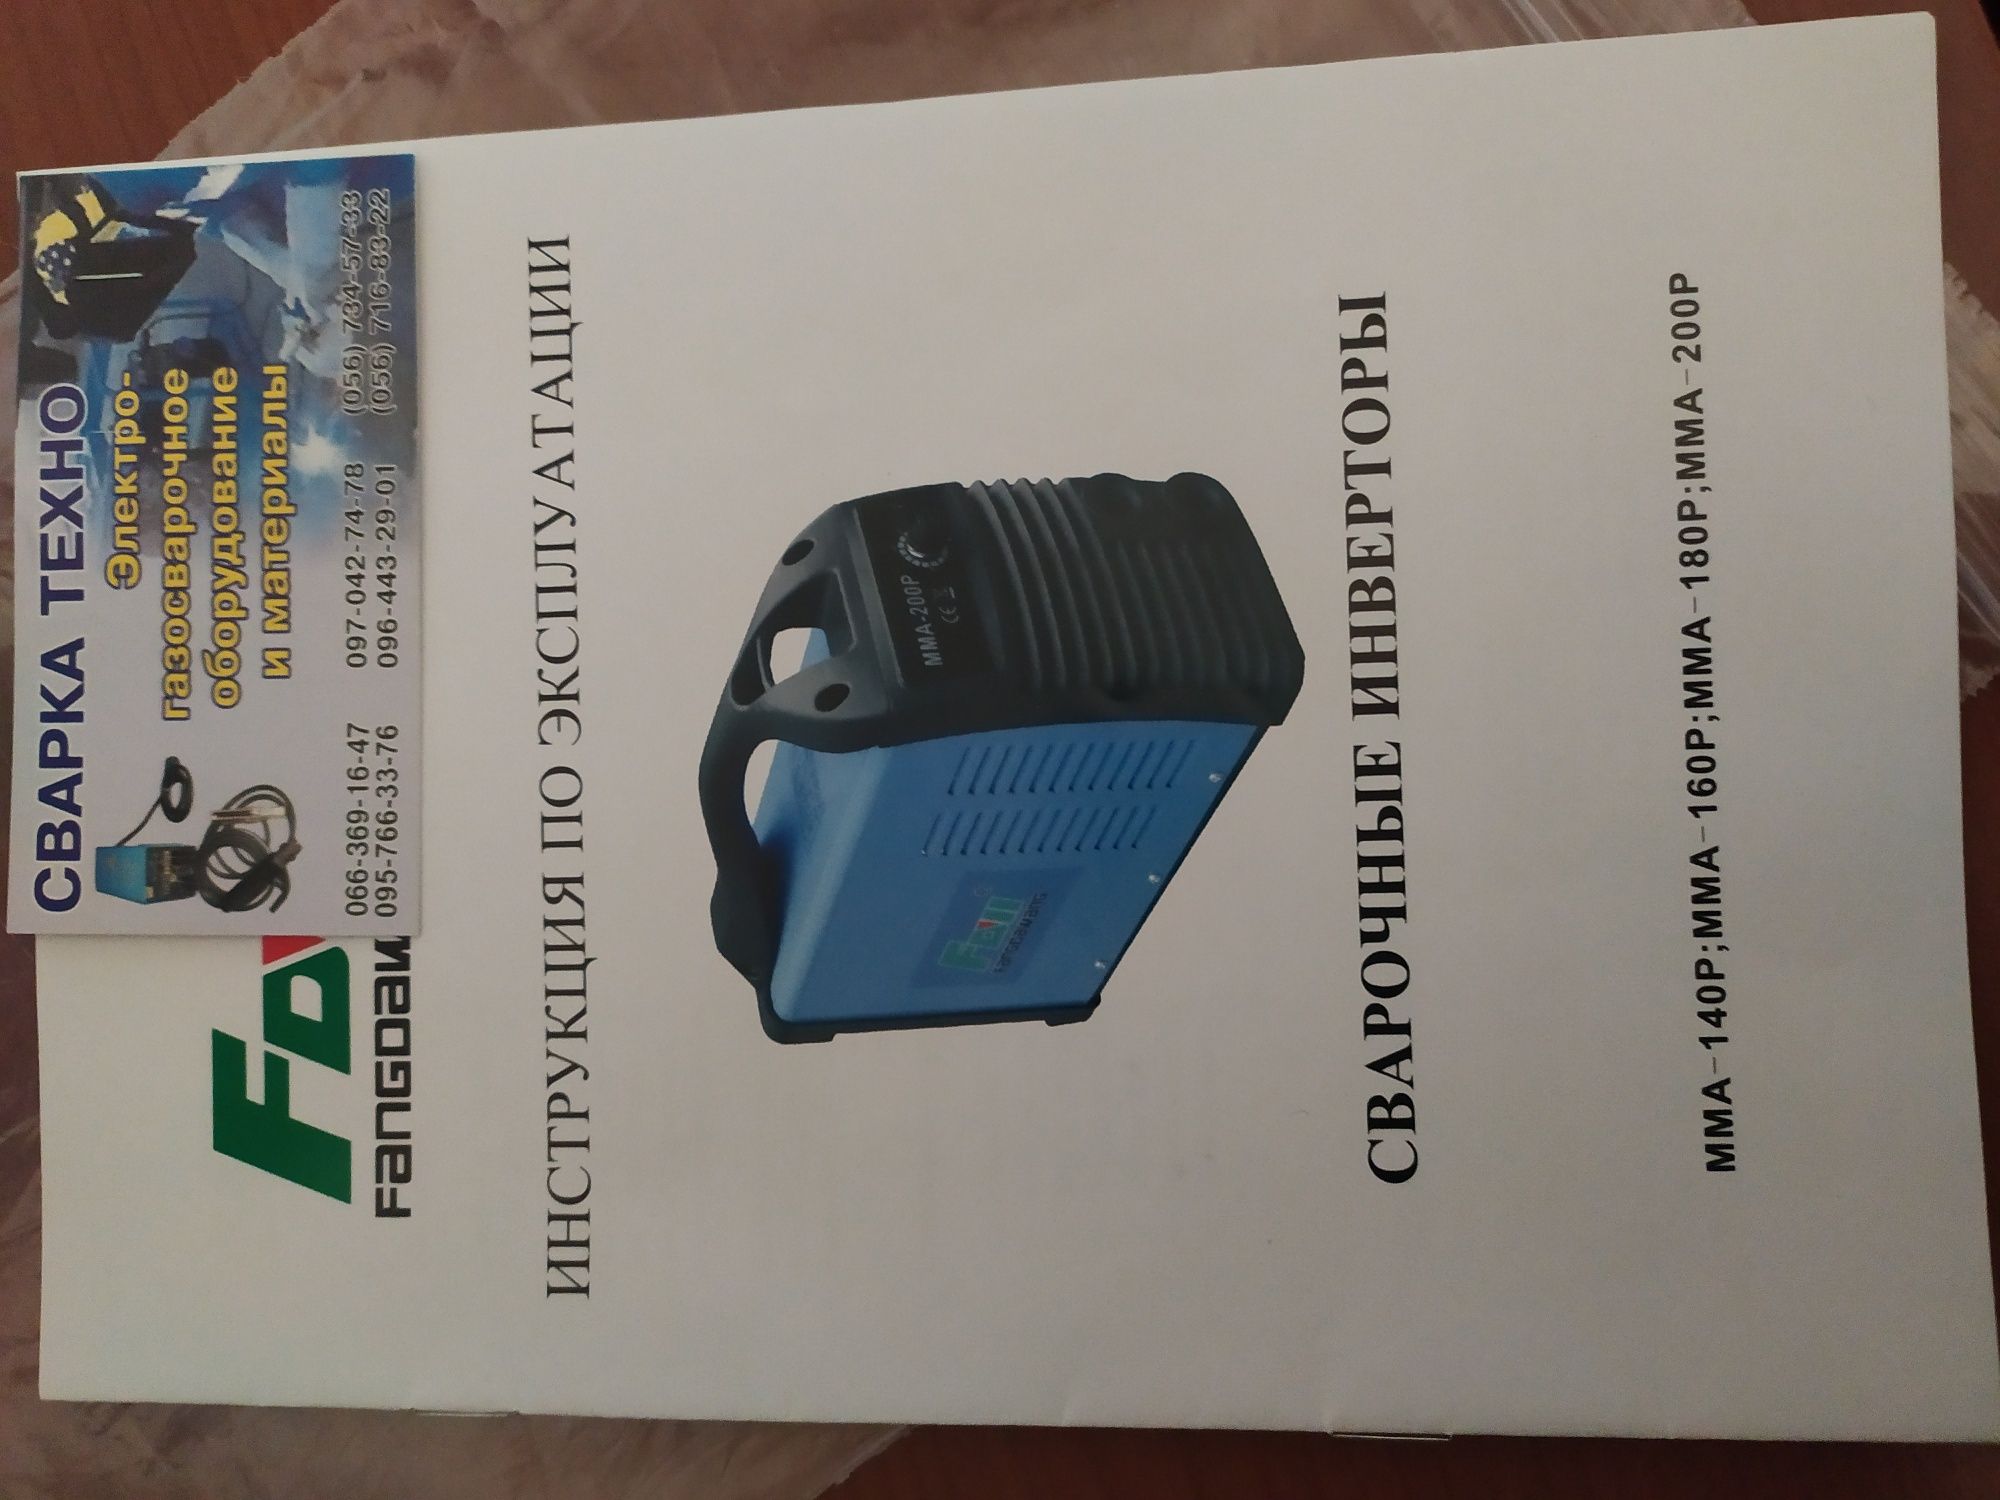 СВАРКА ТЕХНО
Электро-
газосварочное
оборудование
и материалы
066-369-16-47 097-042-74-78 (056) 734-57-33
095-766-33-76 096-443-29-01 (056) 716-83-22
ИНСТРУКЦИЯ ПО ЭКСПЛУАТАЦИИ
MMA-200P
CE
Fangdawang
СВАРОЧНЫЕ ИНВЕРТОРЫ
MMA-140P;MMA-160P;MMA-180P;MMA-200P